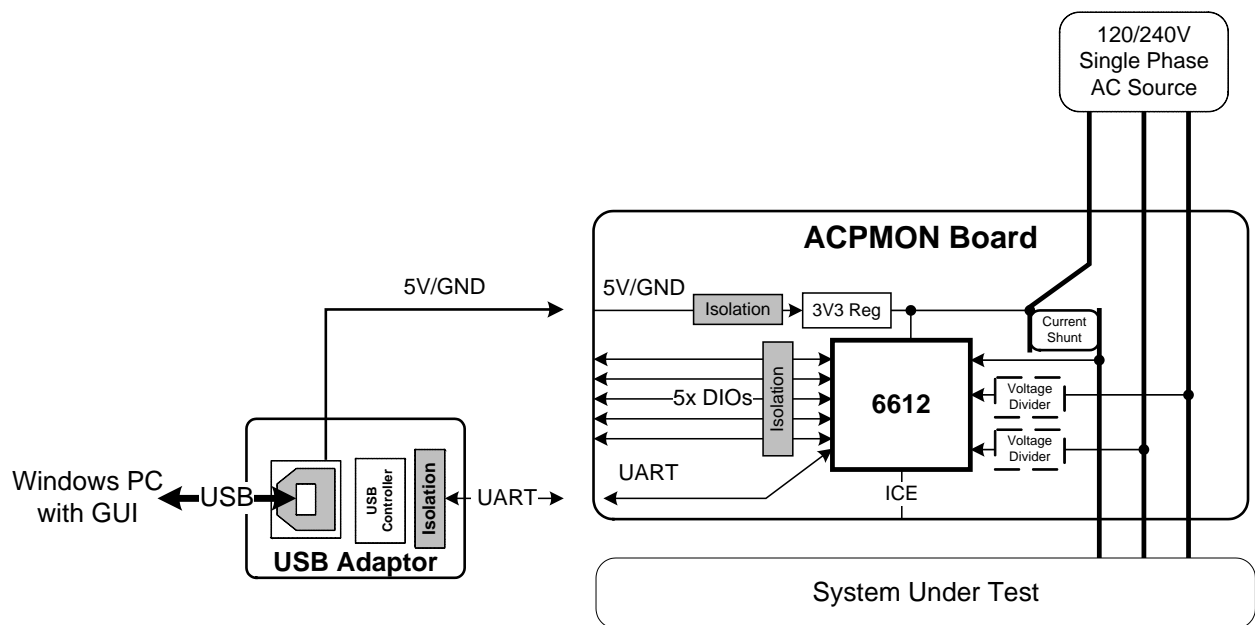 120/240V
Single Phase
AC Source
ACPMON Board
5V/GND
5V/GND
Isolation
3V3 Reg
Current
Shunt
Isolation
5x DIOs
6612
Voltage
Divider
Voltage
Divider
UART
ICE
Windows PC
with GUI
USB
USB
Controller
Isolation
UART
USB Adaptor
System Under Test